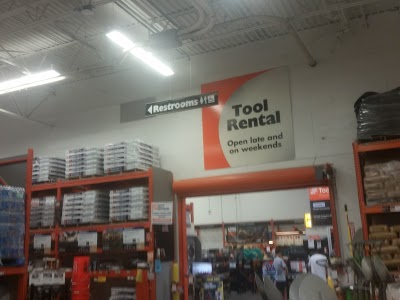 Restrooms
Tool
Rental
Open late and
on weekends